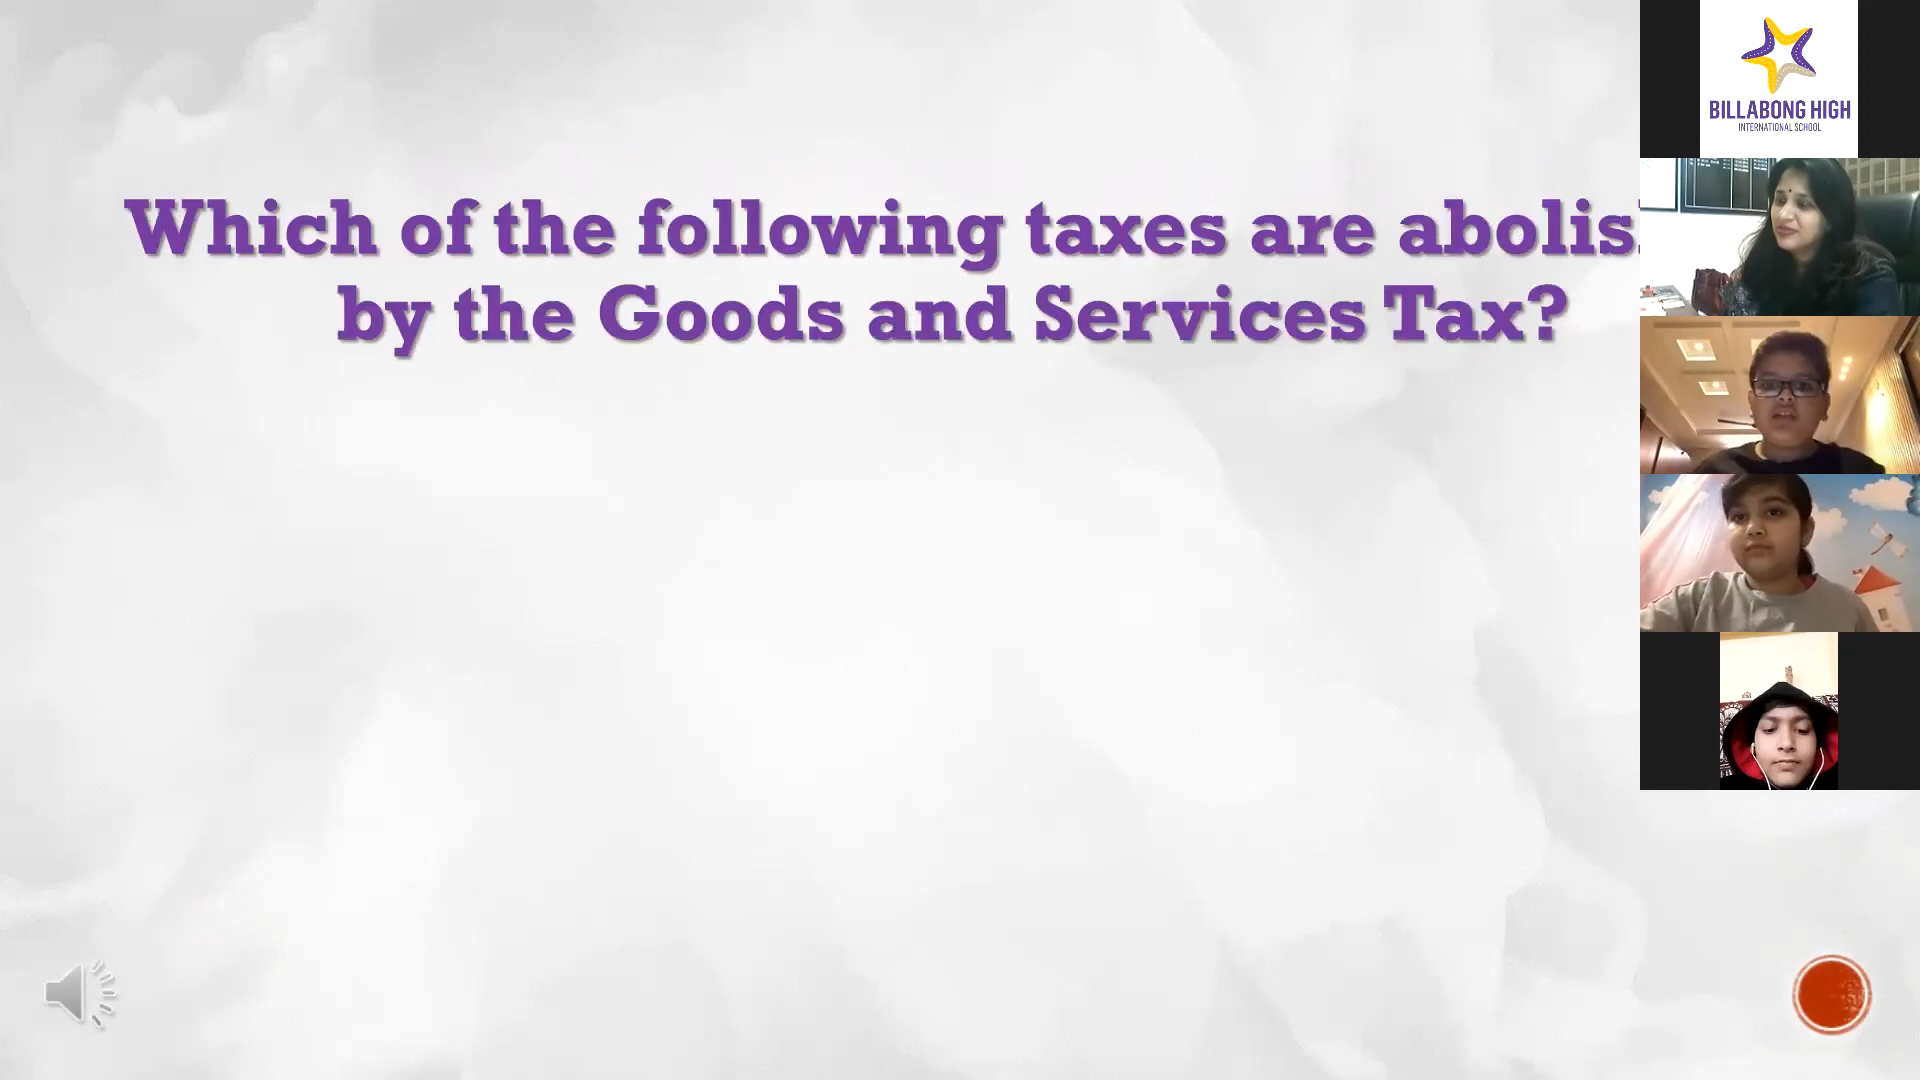 Which of the following taxes are abolis
by the Goods and Services Tax?
BILLABONG HIGH
INTERNATIONAL SCHOOL